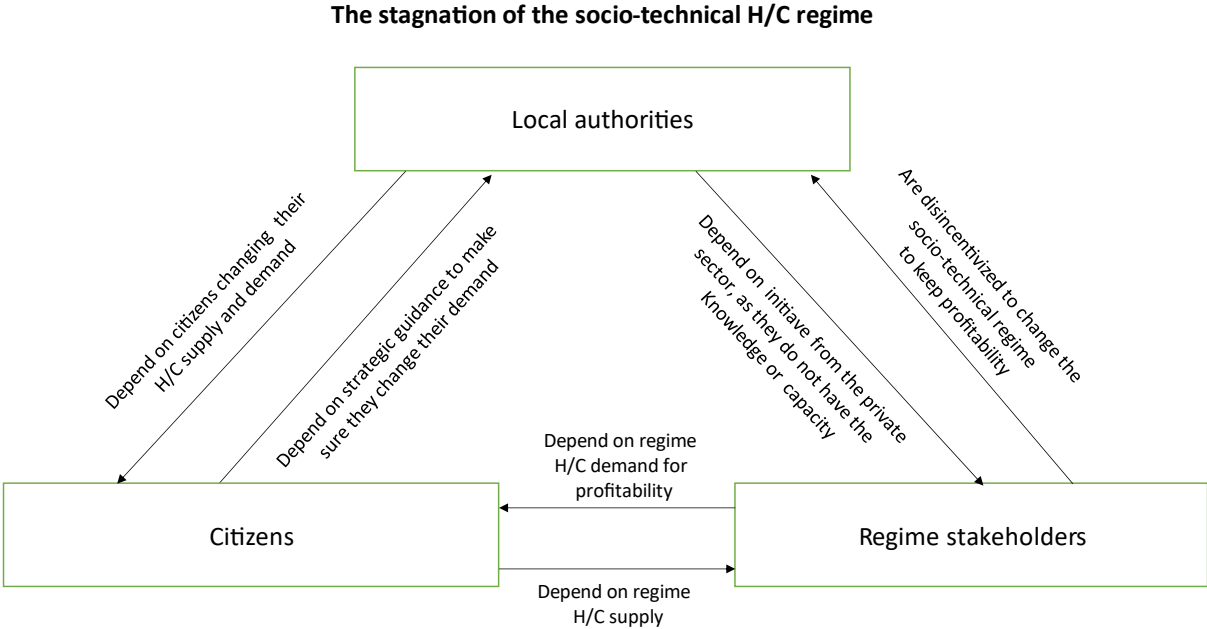 The stagnation of the socio-technical H/C regime
Local authorities
Depend on citizens changing their
H/C supply and demand
Depend on strategic guidance to make
sure they change their demand
Depend on initiave from the private
sector, as they do not have the
Knowledge or capacity
Are disincentivized to change the
socio-technical regime
to keep profitability
Depend on regime
H/C demand for
profitability
Citizens
Regime stakeholders
Depend on regime
H/C supply